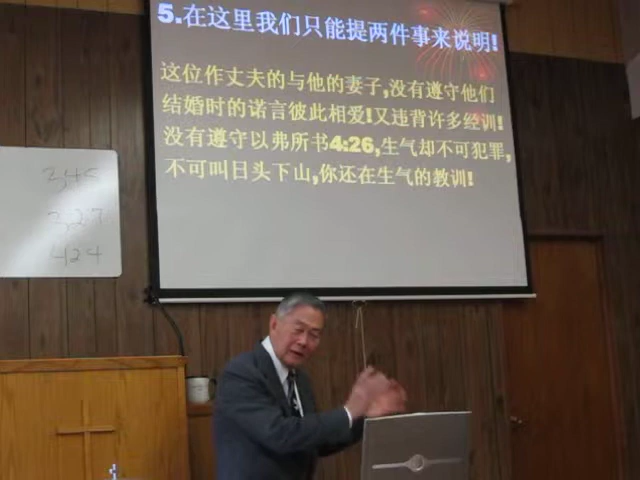 5.在这里我们只能提两件事来说明!
这位作丈夫的与他的妻子,没有遵守他们
结婚时的诺言彼此相爱!又违背许多经训!
没有遵守以弗所书4:26,生气却不可犯罪,
不可叫日头下山,你还在生气的教训!
345
327
424